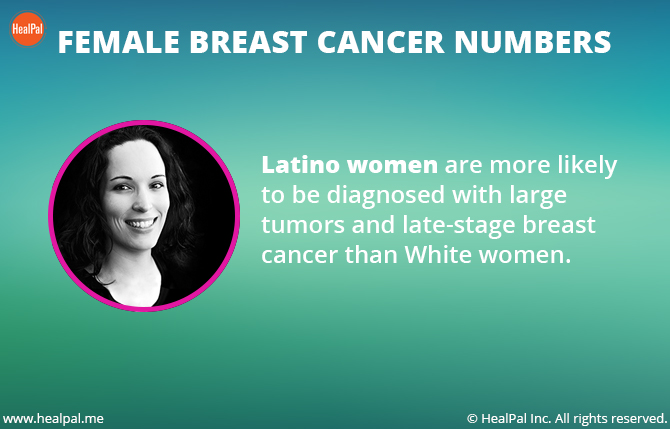 HealPal
FEMALE BREAST CANCER NUMBERS
Latino women are more likely
to be diagnosed with large
tumors and late-stage breast
cancer than White women.
www.healpal.me
© HealPal Inc. All rights reserved.